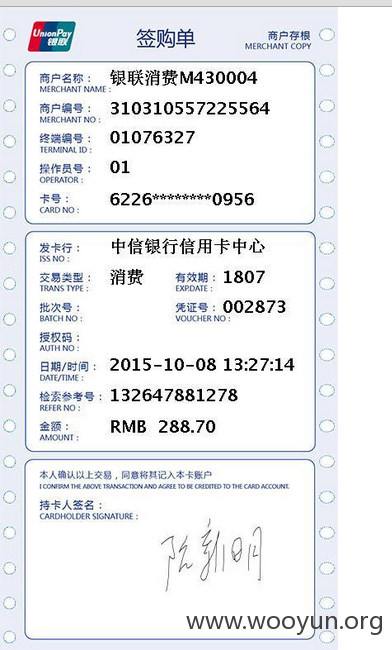 UnionPay
银联
签购单
商户存根
MERCHANT COPY
商户名称： 银联消费M430004
MERCHANT NAME :
商户编号： 310310557225564
MERCHANT NO :
终端编号： 01076327
TERMINAL ID :
操作员号： 01
OPERATOR :
卡号： 6226********0956
CARD NO :
发卡行： 中信银行信用卡中心
ISS NO :
交易类型： 消费 有效期： 1807
TRANS TYPE : EXP.DATE :
批次号： 凭证号： 002873
BATCH NO : VOUCHER NO :
授权码：
AUTH NO :
日期/时间： 2015-10-08 13:27:14
DATE/TIME :
检索参考号： 132647881278
REFER NO :
金额： RMB 288.70
AMOUNT :
本人确认以上交易，同意将其记入本卡账户
I CONFIRM THE ABOVE TRANSACTION AND AGREE TO BE CREDITED TO THE CARD ACCOUNT.
持卡人签名：
CARDHOLDER SIGNATURE :
阮新明
www.wooyun.org